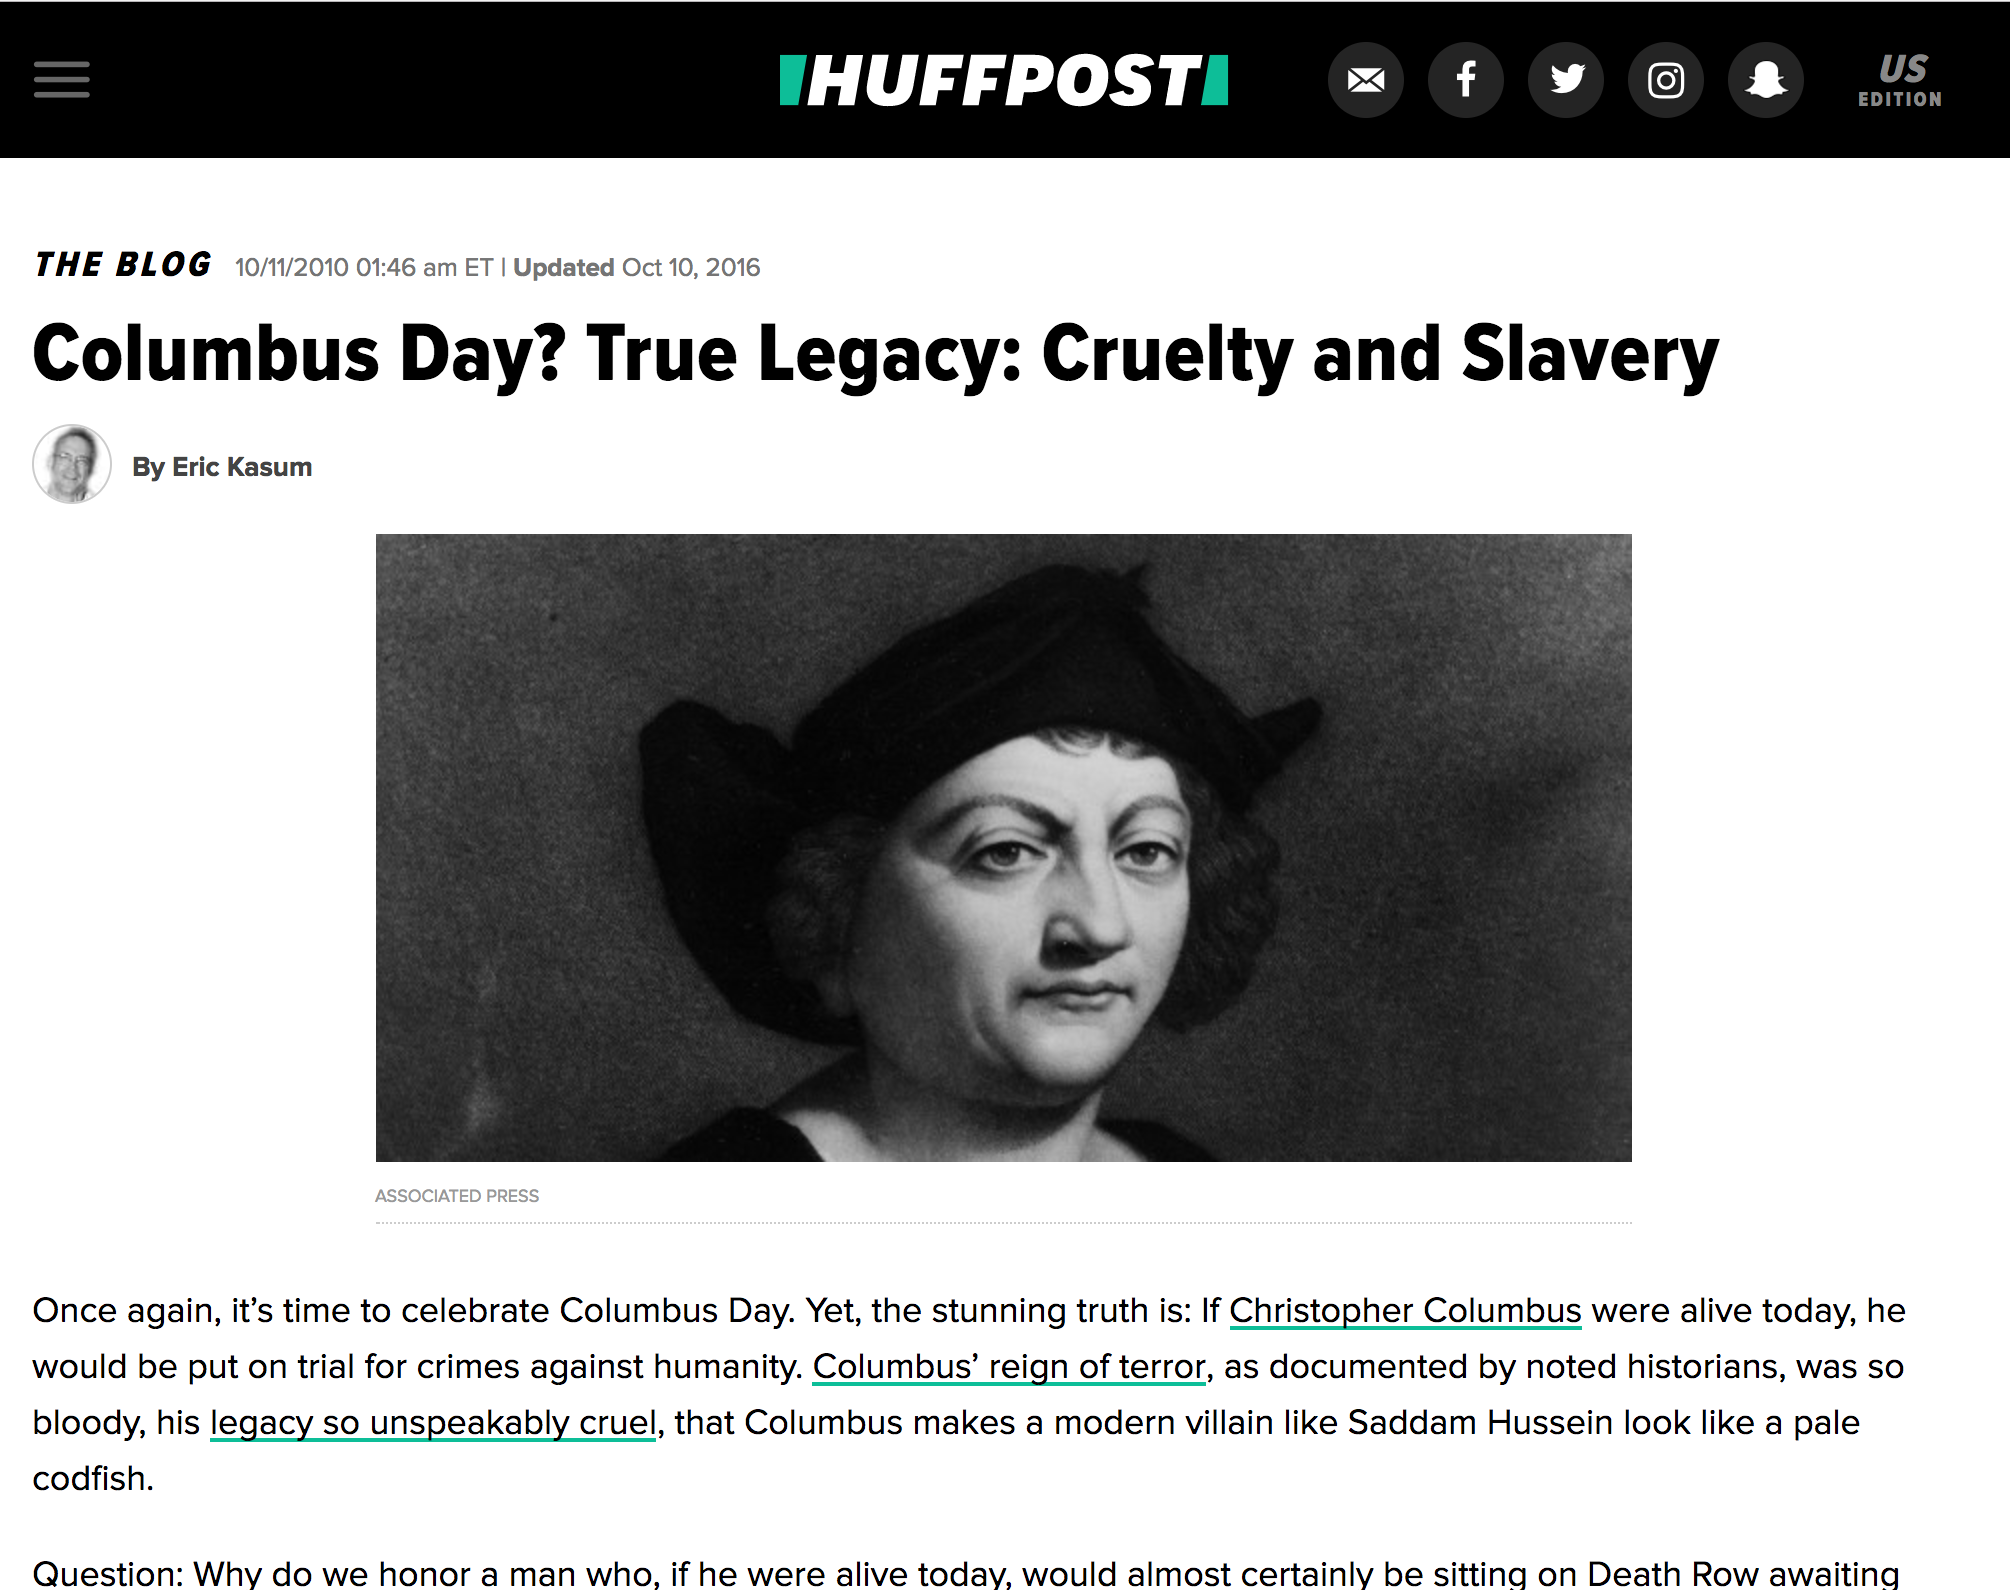 HUFFPOST
US
EDITION
THE BLOG 10/11/2010 01:46 am ET | Updated Oct 10, 2016
Columbus Day? True Legacy: Cruelty and Slavery
By Eric Kasum
ASSOCIATED PRESS
Once again, it’s time to celebrate Columbus Day. Yet, the stunning truth is: If Christopher Columbus were alive today, he
would be put on trial for crimes against humanity. Columbus’ reign of terror, as documented by noted historians, was so
bloody, his legacy so unspeakably cruel, that Columbus makes a modern villain like Saddam Hussein look like a pale
codfish.
Question: Why do we honor a man who, if he were alive today, would almost certainly be sitting on Death Row awaiting